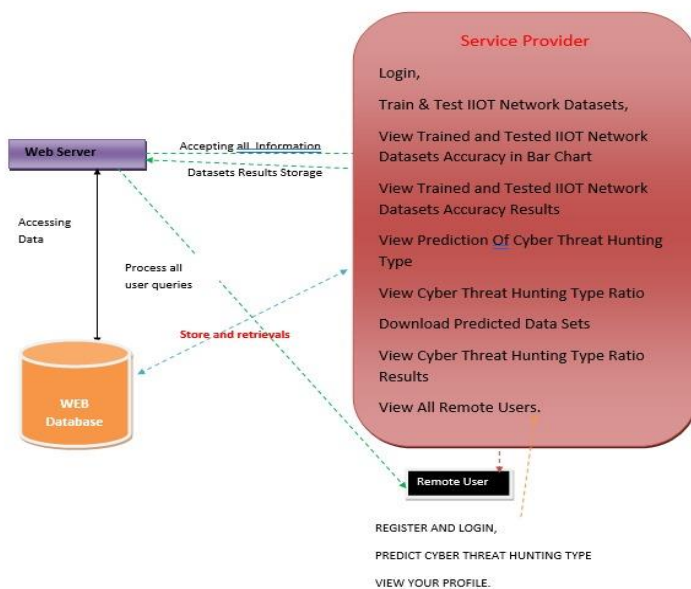 Service Provider
Login,
Train & Test IIOT Network Datasets,
View Trained and Tested IIOT Network
Datasets Accuracy in Bar Chart
View Trained and Tested IIOT Network
Datasets Accuracy Results
View Prediction Of Cyber Threat Hunting
Type
View Cyber Threat Hunting Type Ratio
Download Predicted Data Sets
View Cyber Threat Hunting Type Ratio
Results
View All Remote Users.
Web Server
Accepting all Information
Datasets Results Storage
Accessing
Data
Process all
user queries
Store and retrievals
WEB
Database
Remote User
REGISTER AND LOGIN,
PREDICT CYBER THREAT HUNTING TYPE
VIEW YOUR PROFILE.